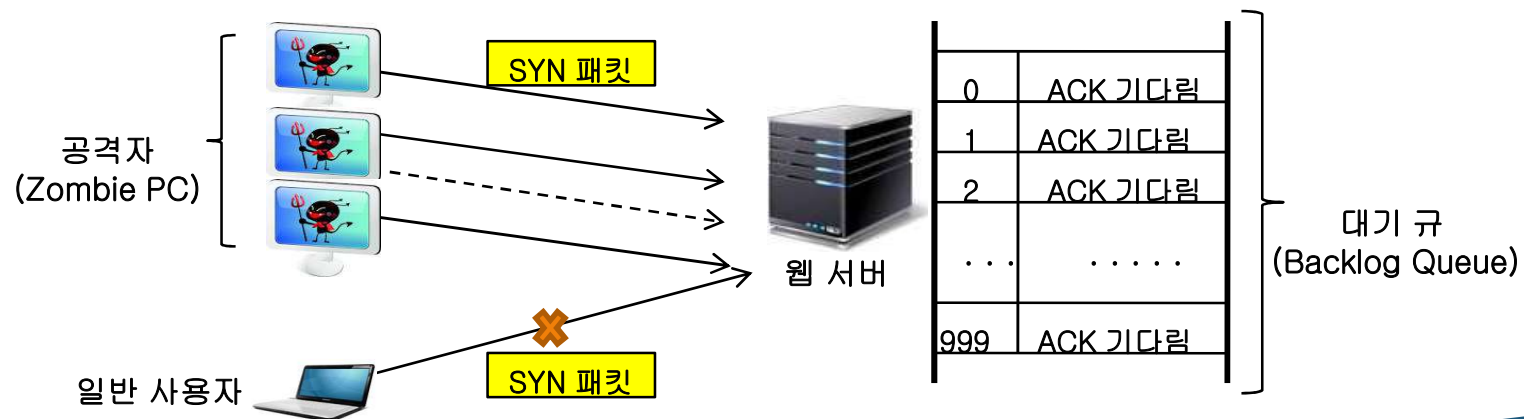 SYN 패킷
공격자
(Zombie PC)
웹 서버
일반 사용자
SYN 패킷
0 ACK 기다림
1 ACK 기다림
2 ACK 기다림
. . . . . . . .
999 ACK 기다림
대기 큐
(Backlog Queue)